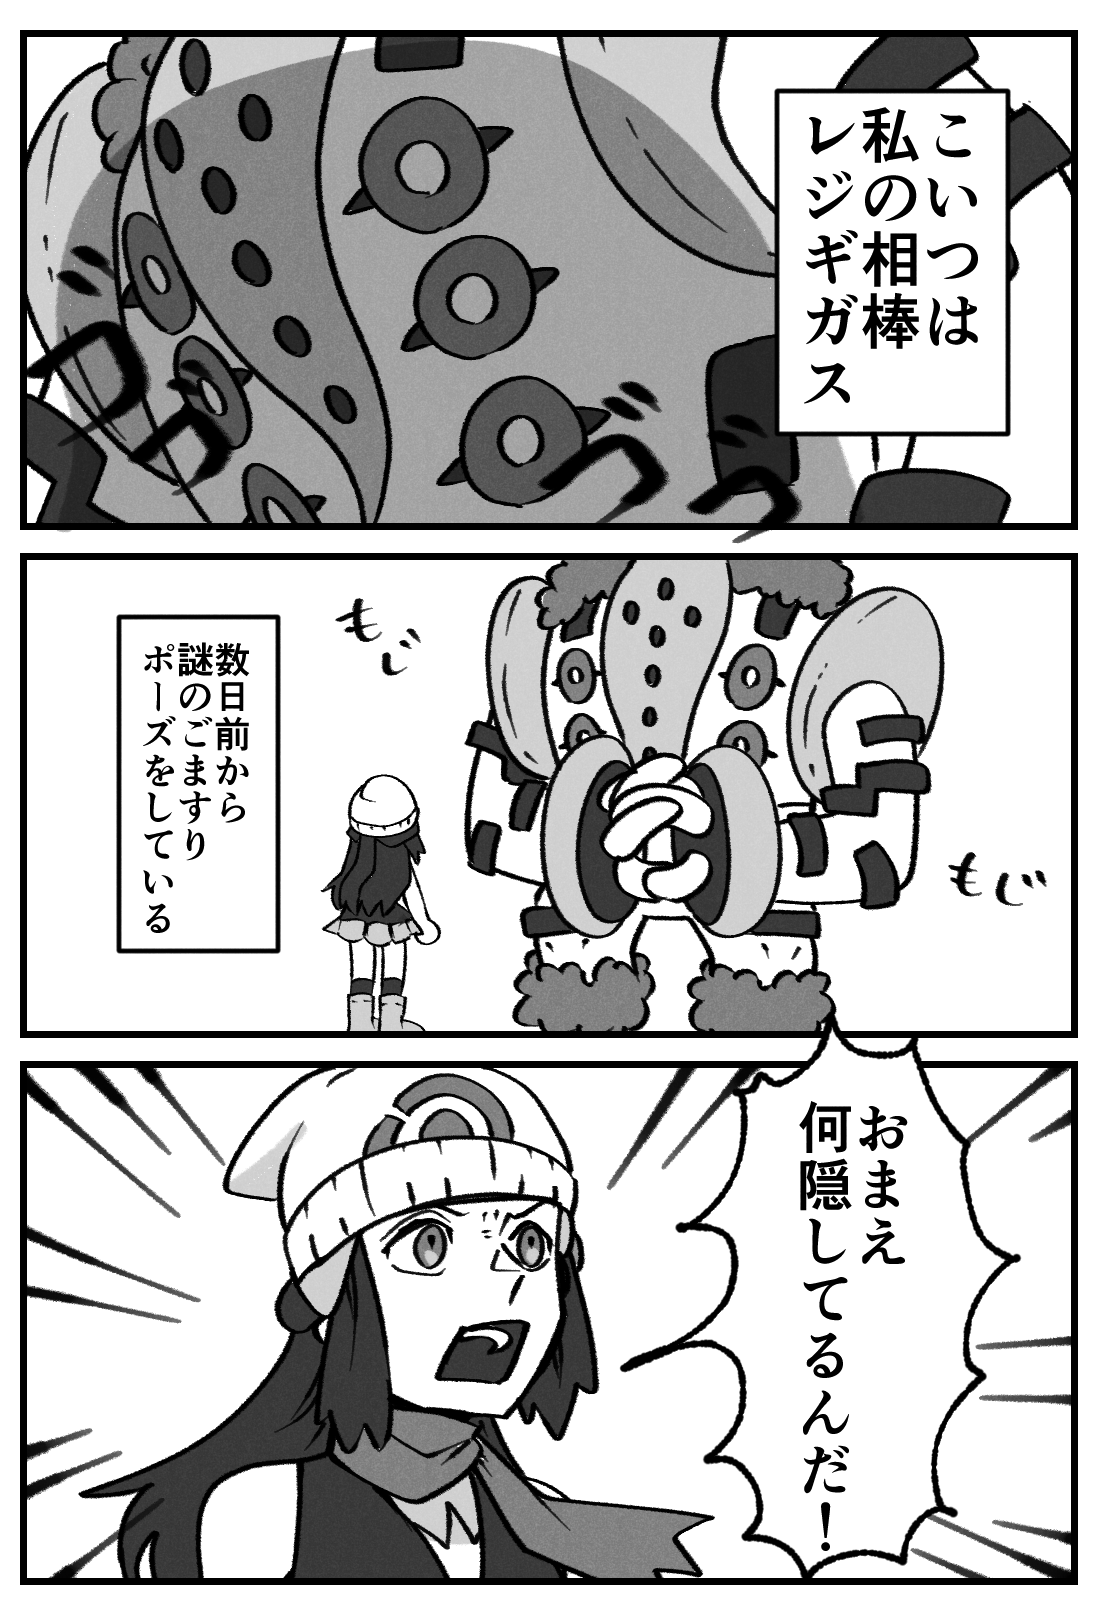 こいつは
私の相棒
レジギガス
ゴゴ
ゴゴ
数日前から
謎のごますり
ポーズをしている
もじ
もじ
おまえ
何隠してるんだ!